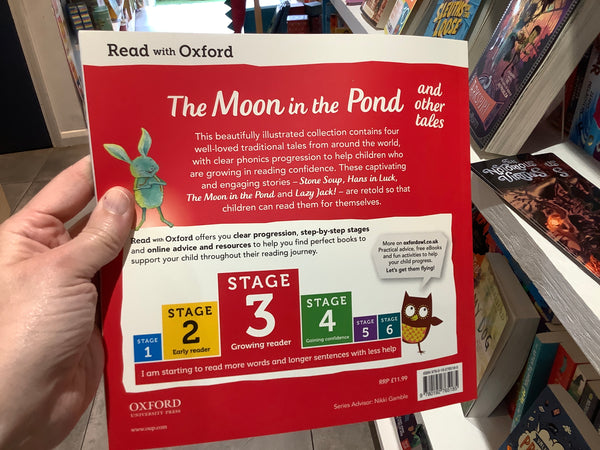 SLEUTHS
LOOSE
Read with Oxford
The Moon in the Pond
and
other
tales
This beautifully illustrated collection contains four
well-loved traditional tales from around the world,
with clear phonics progression to help children who
are growing in reading confidence. These captivating
and engaging stories – Stone Soup, Hans in Luck,
The Moon in the Pond and Lazy Jack! – are retold so that
children can read them for themselves.
Read with Oxford offers you clear progression, step-by-step stages
and online advice and resources to help you find perfect books to
support your child throughout their reading journey.
More on oxfordowl.co.uk
Practical advice, free eBooks
and fun activities to help
your child progress.
Let's get them flying!
STAGE
1
STAGE
2
Early reader
STAGE
3
Growing reader
STAGE
4
Gaining confidence
STAGE
5
STAGE
6
I am starting to read more words and longer sentences with less help
OXFORD
UNIVERSITY PRESS
www.oup.com
RRP £11.99
Series Advisor: Nikki Gamble